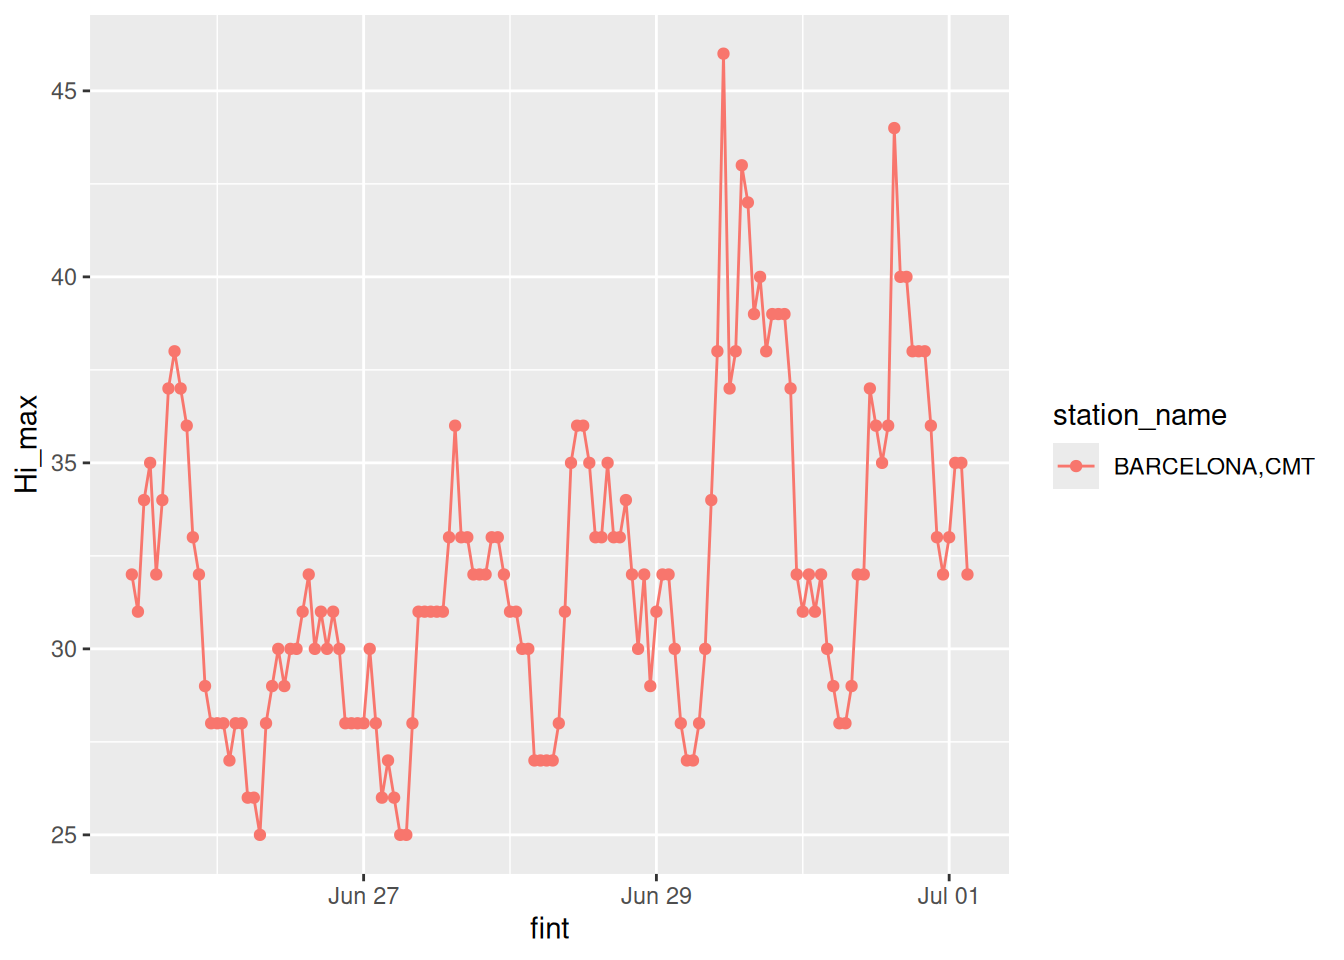 45
40
35
30
25
Hi_max
Jun 27
Jun 29
Jul 01
fint
station_name
BARCELONA,CMT